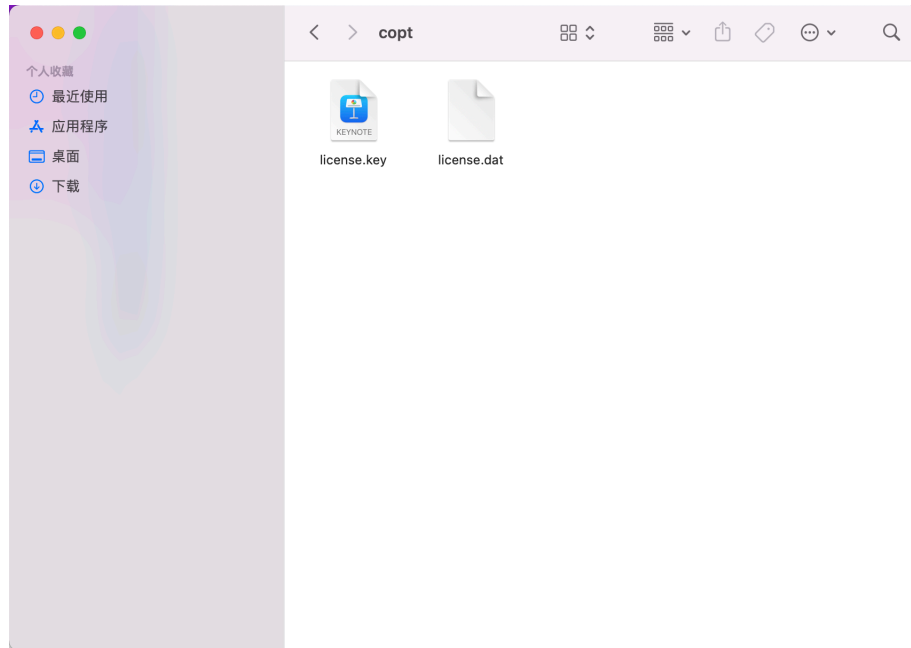 copt
个人收藏
最近使用
应用程序
桌面
下载
KEYNOTE
license.key
license.dat